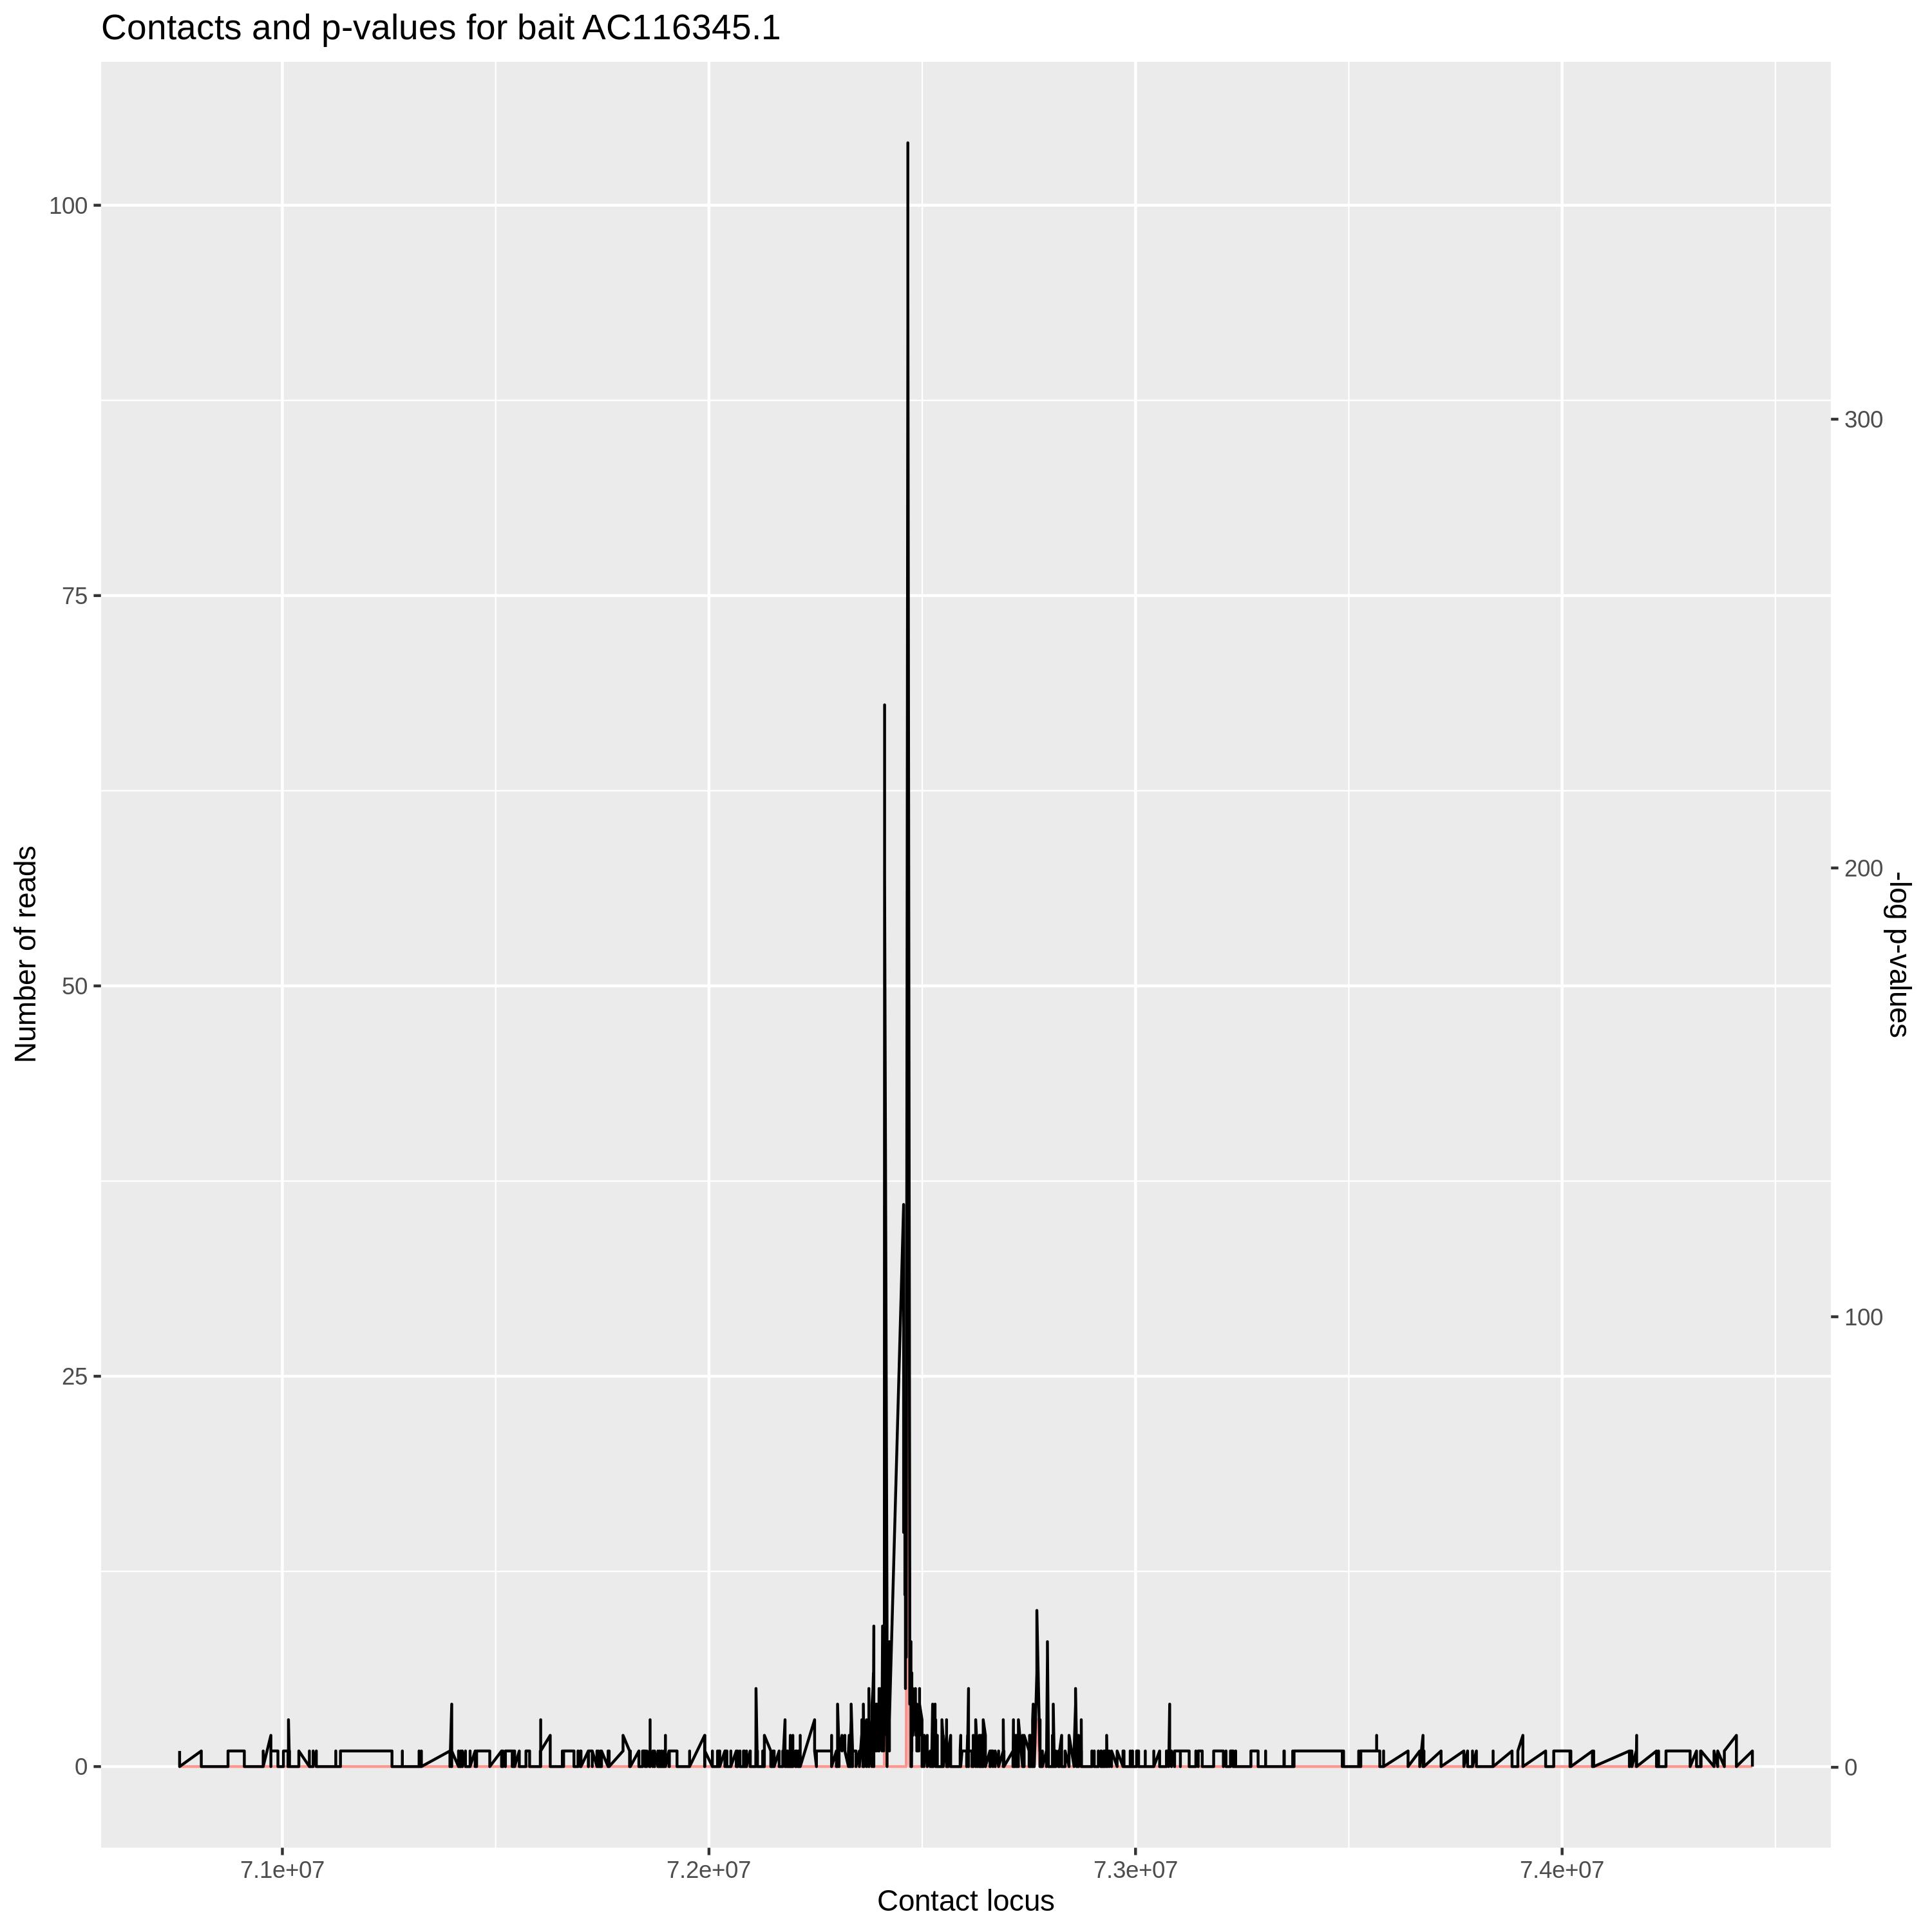 Contacts and p-values for bait AC116345.1
100
75
50
25
0
Number of reads
300
200
100
0
-log p-values
7.1e+07
7.2e+07
7.3e+07
7.4e+07
Contact locus